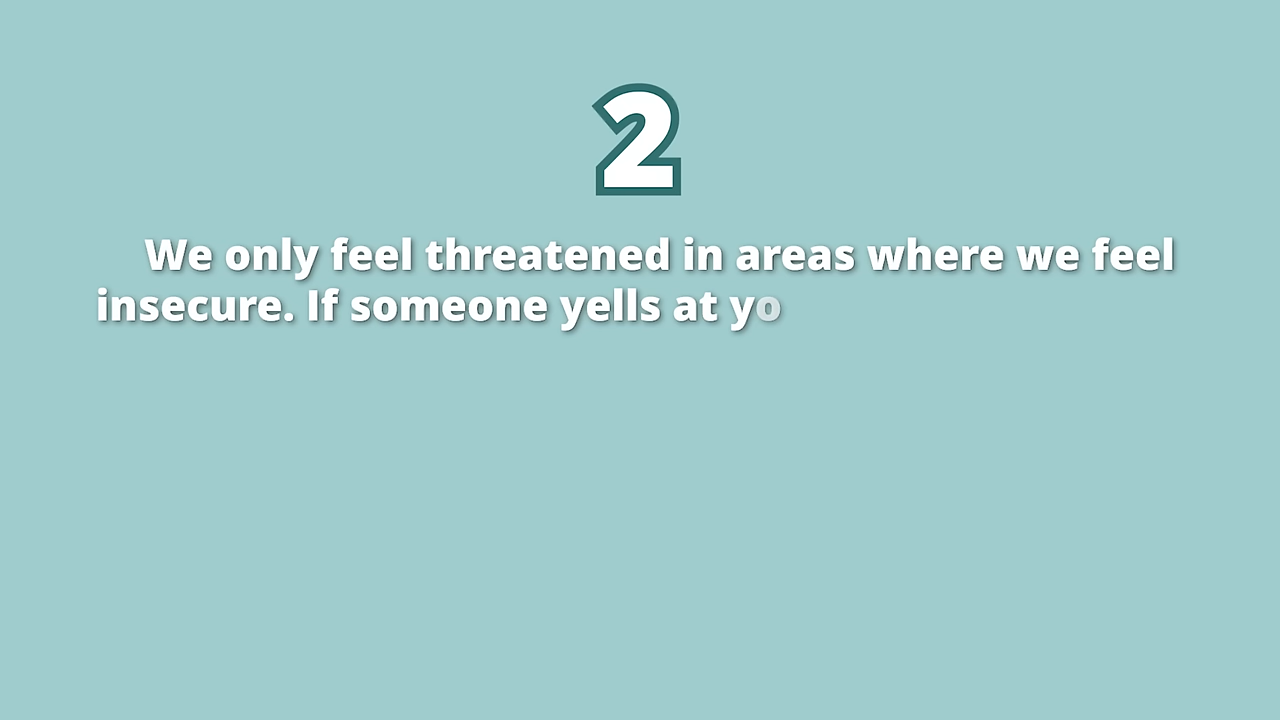 2
We only feel threatened in areas where we feel
insecure. If someone yells at yo